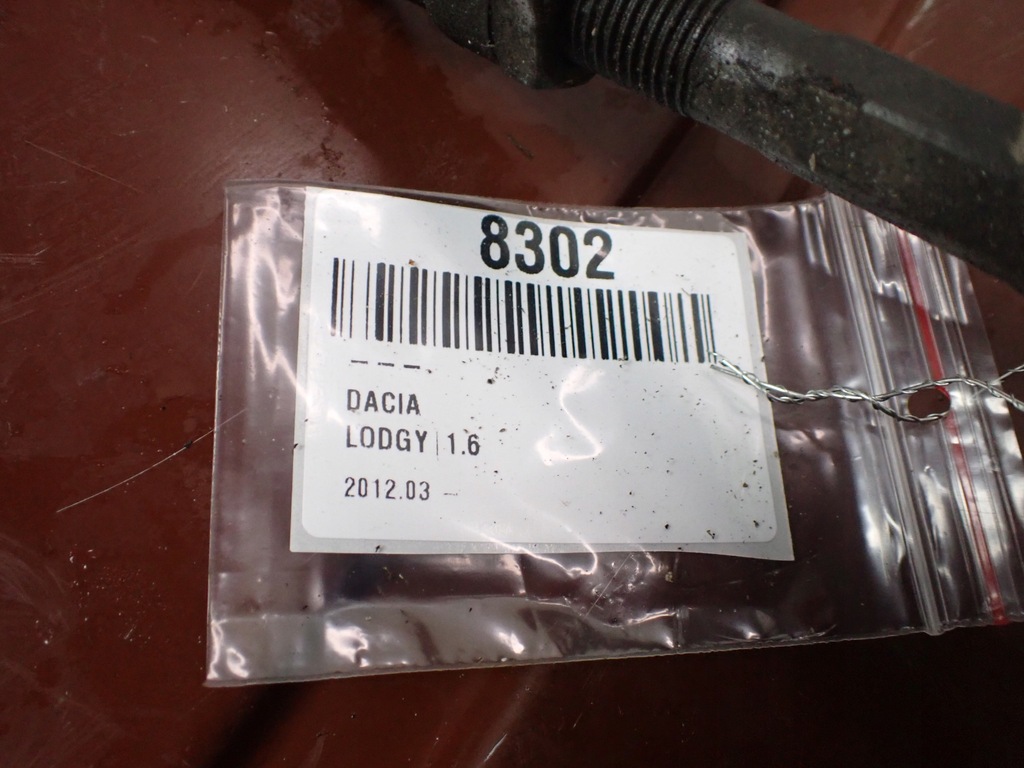 8302
---
DACIA
LODGY | 1.6
2012.03 –